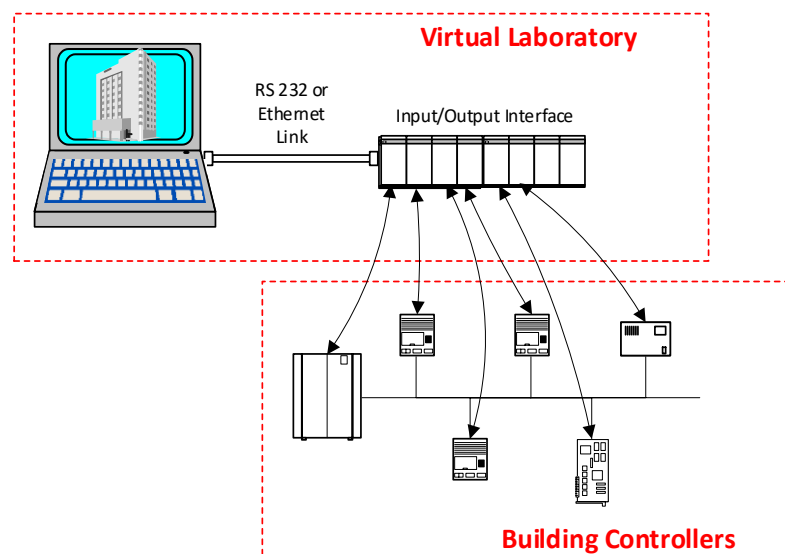 Virtual Laboratory
RS 232 or
Ethernet
Link
Input/Output Interface
Building Controllers